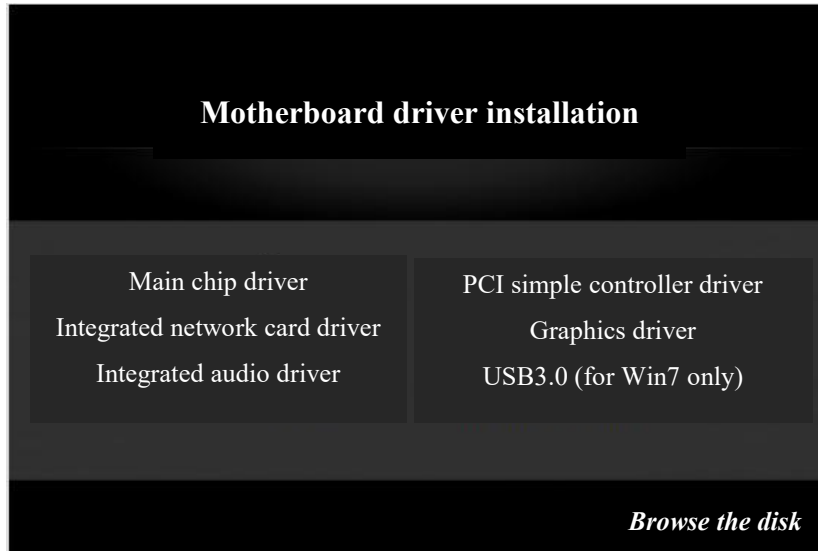 Motherboard driver installation
Main chip driver
Integrated network card driver
Integrated audio driver
PCI simple controller driver
Graphics driver
USB3.0 (for Win7 only)
Browse the disk